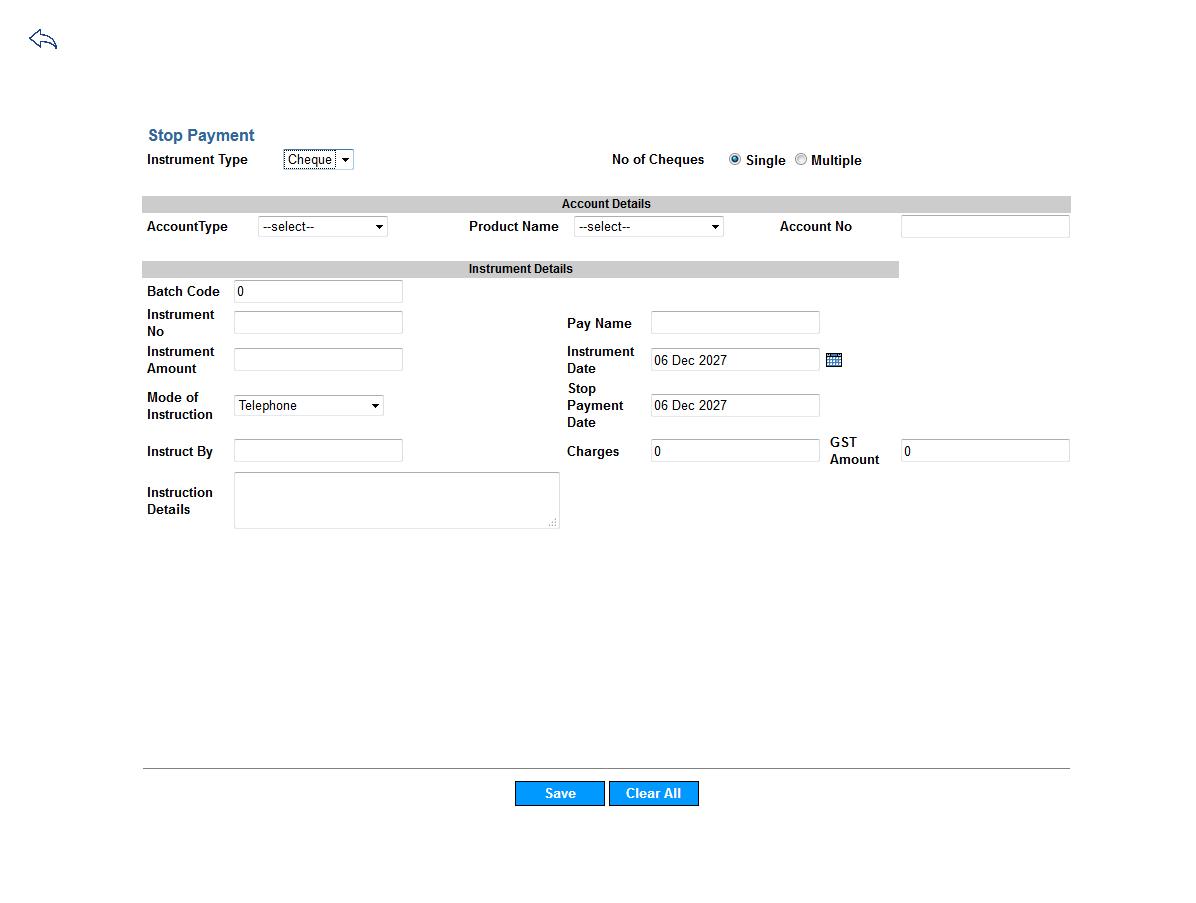 Stop Payment
Instrument Type Cheque No of Cheques Single Multiple
Account Details
AccountType --select-- Product Name --select-- Account No
Instrument Details
Batch Code 0
Instrument
No
Pay Name
Instrument
Amount
Instrument
Date
06 Dec 2027
Mode of
Instruction
Telephone
Stop
Payment
Date
06 Dec 2027
Instruct By
Charges 0
GST
Amount
0
Instruction
Details
Save Clear All